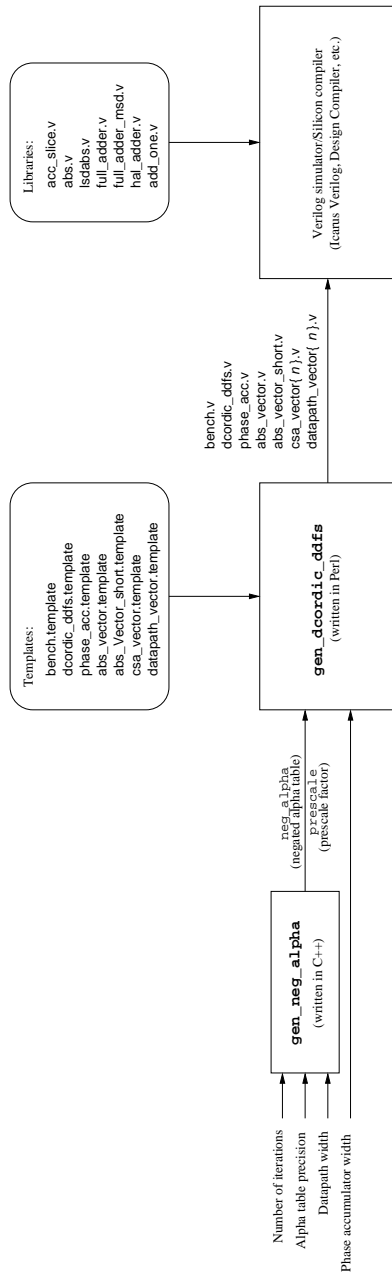 Number of iterations
Alpha table precision
Datapath width
Phase accumulator width
gen_neg_alpha
(written in C++)
neg_alpha
(negated alpha table)
prescale
(prescale factor)
Templates:
bench.template
dcordic_ddfs.template
phase_acc.template
abs_vector.template
abs_Vector_short.template
csa_vector.template
datapath_vector.template
gen_dcordic_ddfs
(written in Perl)
bench.v
dcordic_ddfs.v
phase_acc.v
abs_vector.v
abs_vector_short.v
csa_vector{ n }.v
datapath_vector{ n }.v
Libraries:
acc_slice.v
abs.v
lsdabs.v
full_adder.v
full_adder_msd.v
hal_adder.v
add_one.v
Verilog simulator/Silicon compiler
(Icarus Verilog, Design Compiler, etc.)